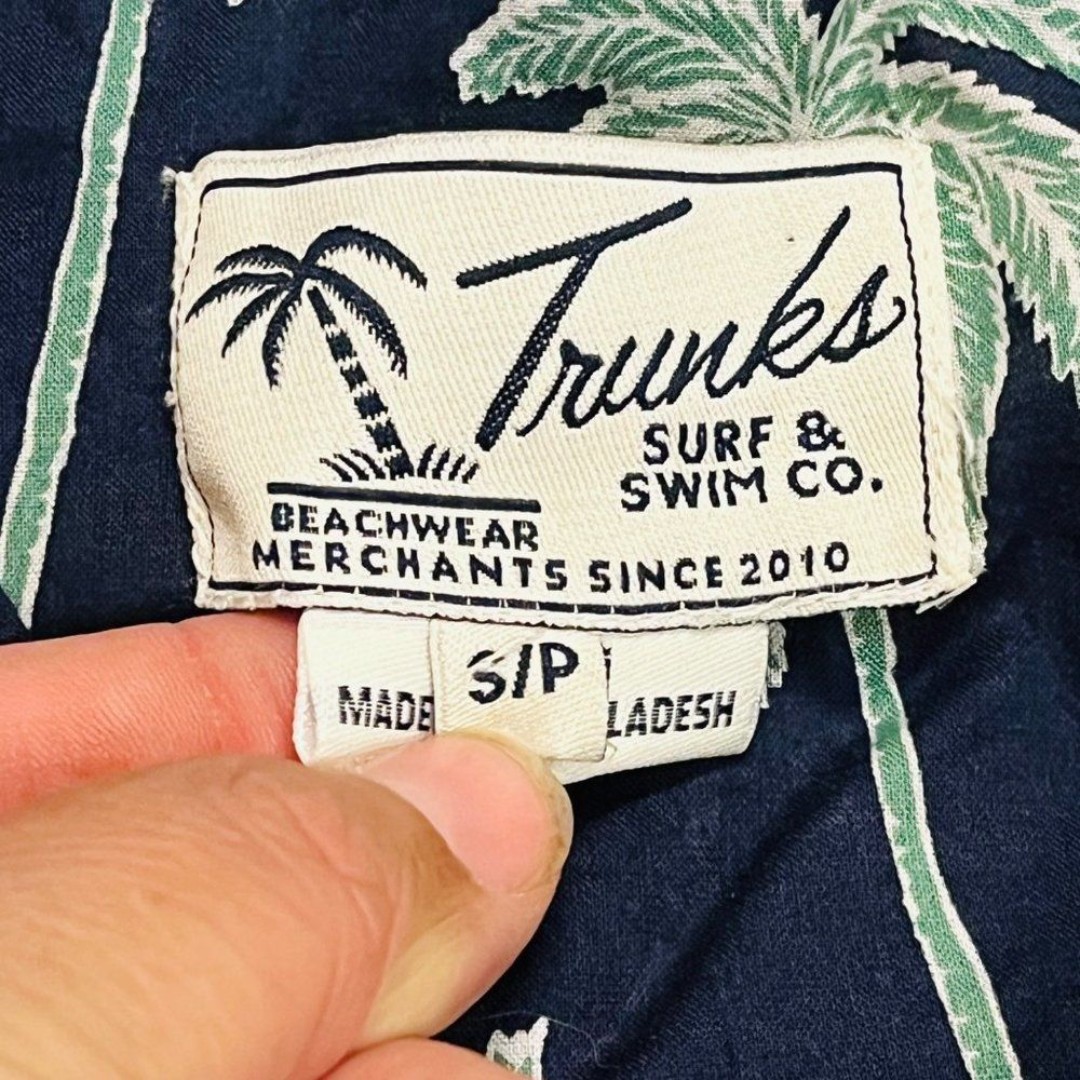 Trunks
SURF &
SWIM CO.
BEACHWEAR
MERCHANTS SINCE 2010
S/P
MADE LADESH